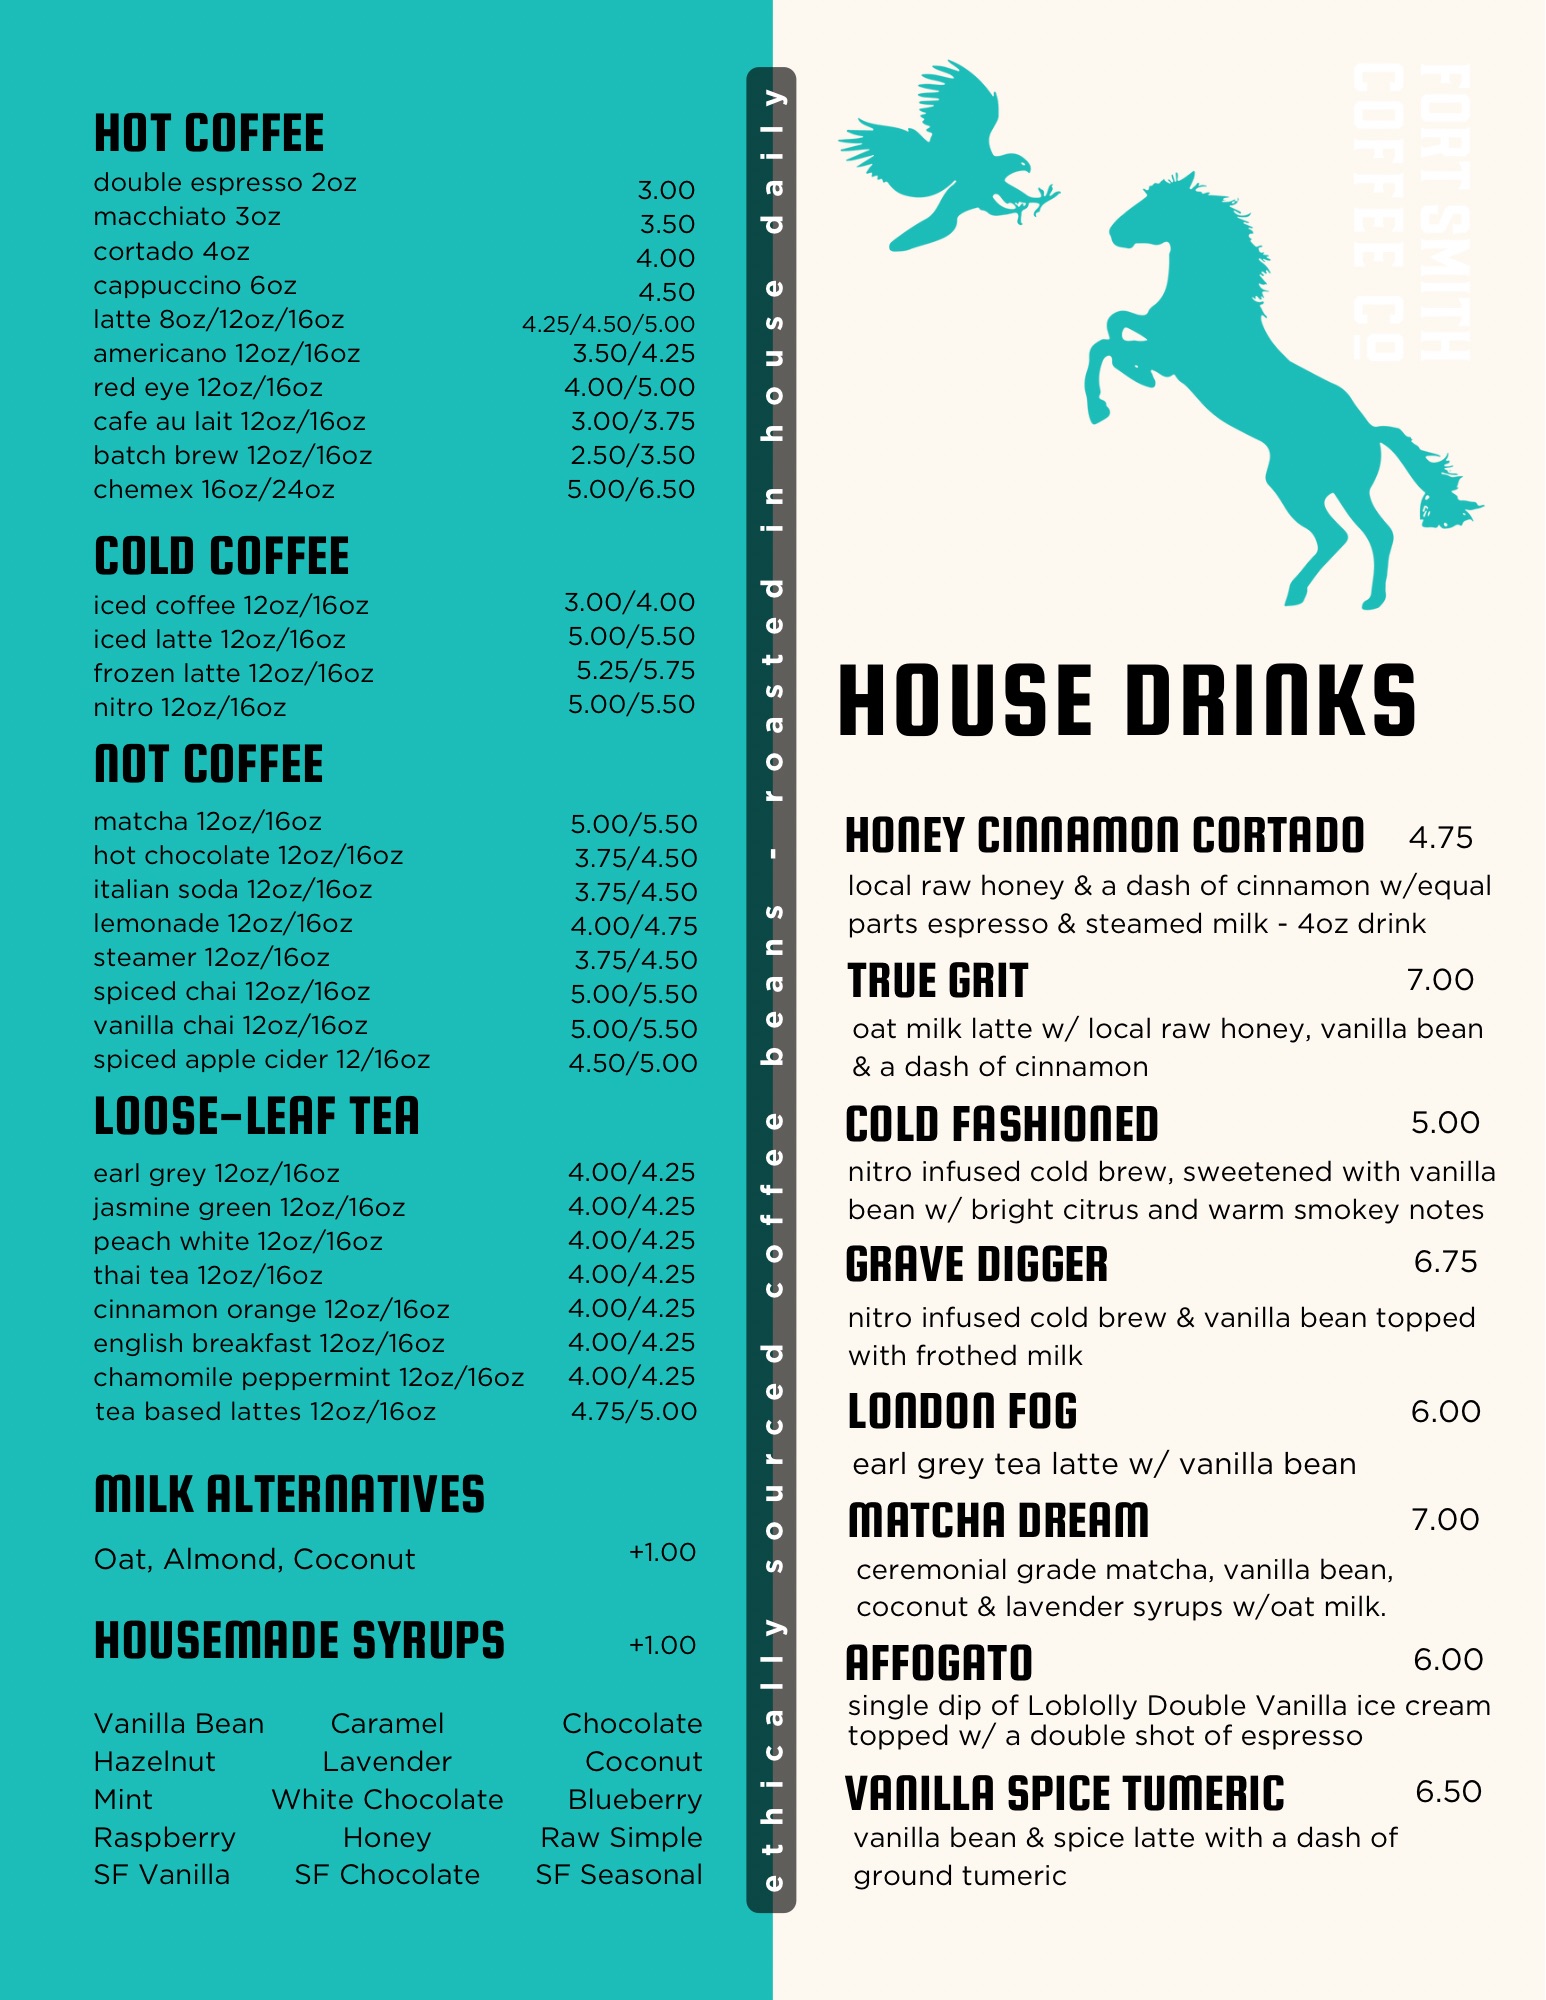 HOT COFFEE
double espresso 2oz 3.00
macchiato 3oz 3.50
cortado 4oz 4.00
cappuccino 6oz 4.50
latte 8oz/12oz/16oz 4.25/4.50/5.00
americano 12oz/16oz 3.50/4.25
red eye 12oz/16oz 4.00/5.00
cafe au lait 12oz/16oz 3.00/3.75
batch brew 12oz/16oz 2.50/3.50
chemex 16oz/24oz 5.00/6.50
COLD COFFEE
iced coffee 12oz/16oz 3.00/4.00
iced latte 12oz/16oz 5.00/5.50
frozen latte 12oz/16oz 5.25/5.75
nitro 12oz/16oz 5.00/5.50
NOT COFFEE
matcha 12oz/16oz 5.00/5.50
hot chocolate 12oz/16oz 3.75/4.50
italian soda 12oz/16oz 3.75/4.50
lemonade 12oz/16oz 4.00/4.75
steamer 12oz/16oz 3.75/4.50
spiced chai 12oz/16oz 5.00/5.50
vanilla chai 12oz/16oz 5.00/5.50
spiced apple cider 12/16oz 4.50/5.00
LOOSE-LEAF TEA
earl grey 12oz/16oz 4.00/4.25
jasmine green 12oz/16oz 4.00/4.25
peach white 12oz/16oz 4.00/4.25
thai tea 12oz/16oz 4.00/4.25
cinnamon orange 12oz/16oz 4.00/4.25
english breakfast 12oz/16oz 4.00/4.25
chamomile peppermint 12oz/16oz 4.00/4.25
tea based lattes 12oz/16oz 4.75/5.00
MILK ALTERNATIVES
Oat, Almond, Coconut +1.00
HOUSEMADE SYRUPS +1.00
Vanilla Bean Caramel Chocolate
Hazelnut Lavender Coconut
Mint White Chocolate Blueberry
Raspberry Honey Raw Simple
SF Vanilla SF Chocolate SF Seasonal
ethically sourced coffee beans - roasted in house daily
FORT SMITH
COFFEE CO
HOUSE DRINKS
HONEY CINNAMON CORTADO 4.75
local raw honey & a dash of cinnamon w/equal
parts espresso & steamed milk - 4oz drink
TRUE GRIT 7.00
oat milk latte w/ local raw honey, vanilla bean
& a dash of cinnamon
COLD FASHIONED 5.00
nitro infused cold brew, sweetened with vanilla
bean w/ bright citrus and warm smokey notes
GRAVE DIGGER 6.75
nitro infused cold brew & vanilla bean topped
with frothed milk
LONDON FOG 6.00
earl grey tea latte w/ vanilla bean
MATCHA DREAM 7.00
ceremonial grade matcha, vanilla bean,
coconut & lavender syrups w/oat milk.
AFFOGATO 6.00
single dip of Loblolly Double Vanilla ice cream
topped w/ a double shot of espresso
VANILLA SPICE TUMERIC 6.50
vanilla bean & spice latte with a dash of
ground tumeric